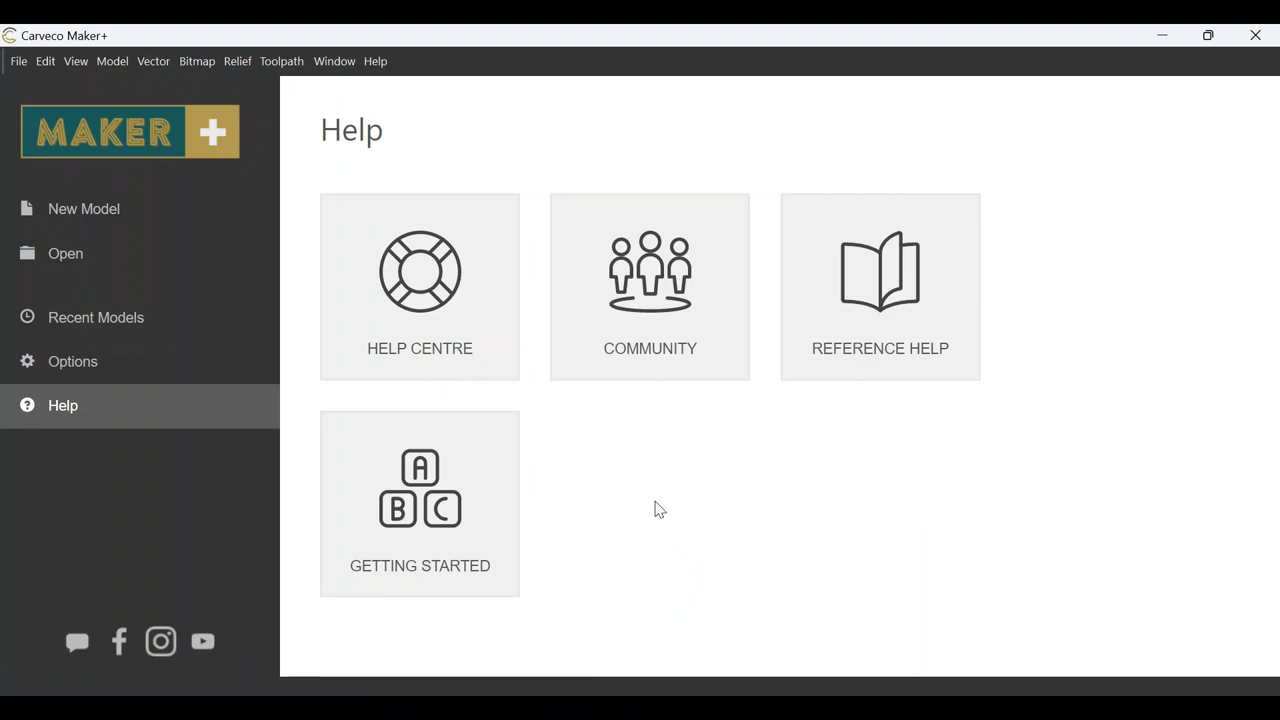 Carveco Maker+
File Edit View Model Vector Bitmap Relief Toolpath Window Help
MAKER +
New Model
Open
Recent Models
Options
Help
Help
HELP CENTRE
COMMUNITY
REFERENCE HELP
A
B C
GETTING STARTED